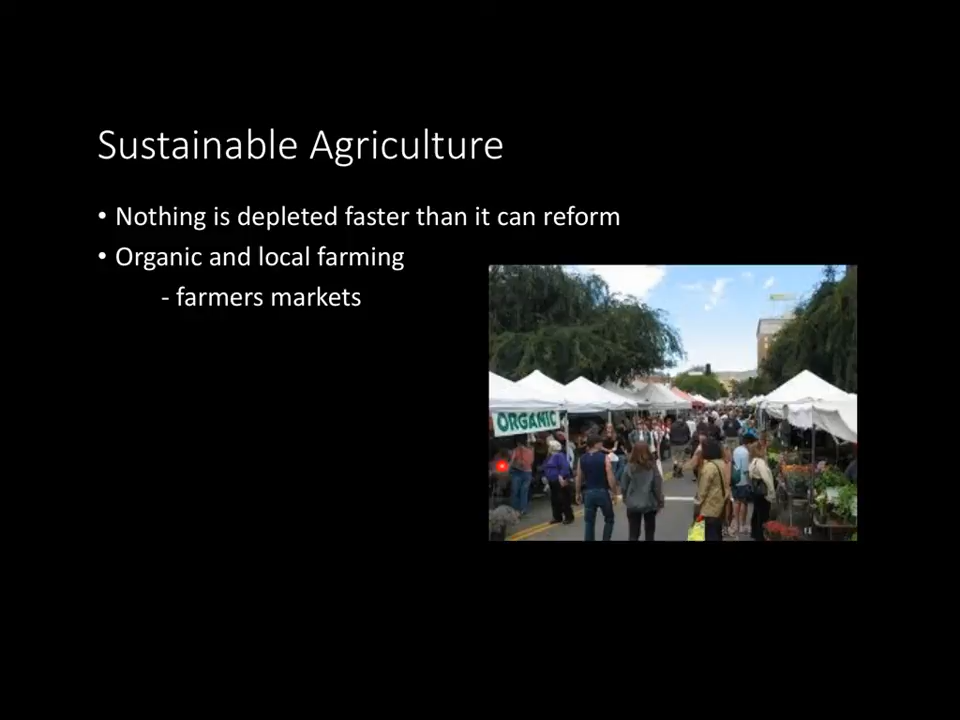 Sustainable Agriculture
• Nothing is depleted faster than it can reform
• Organic and local farming
- farmers markets
ORGANIC